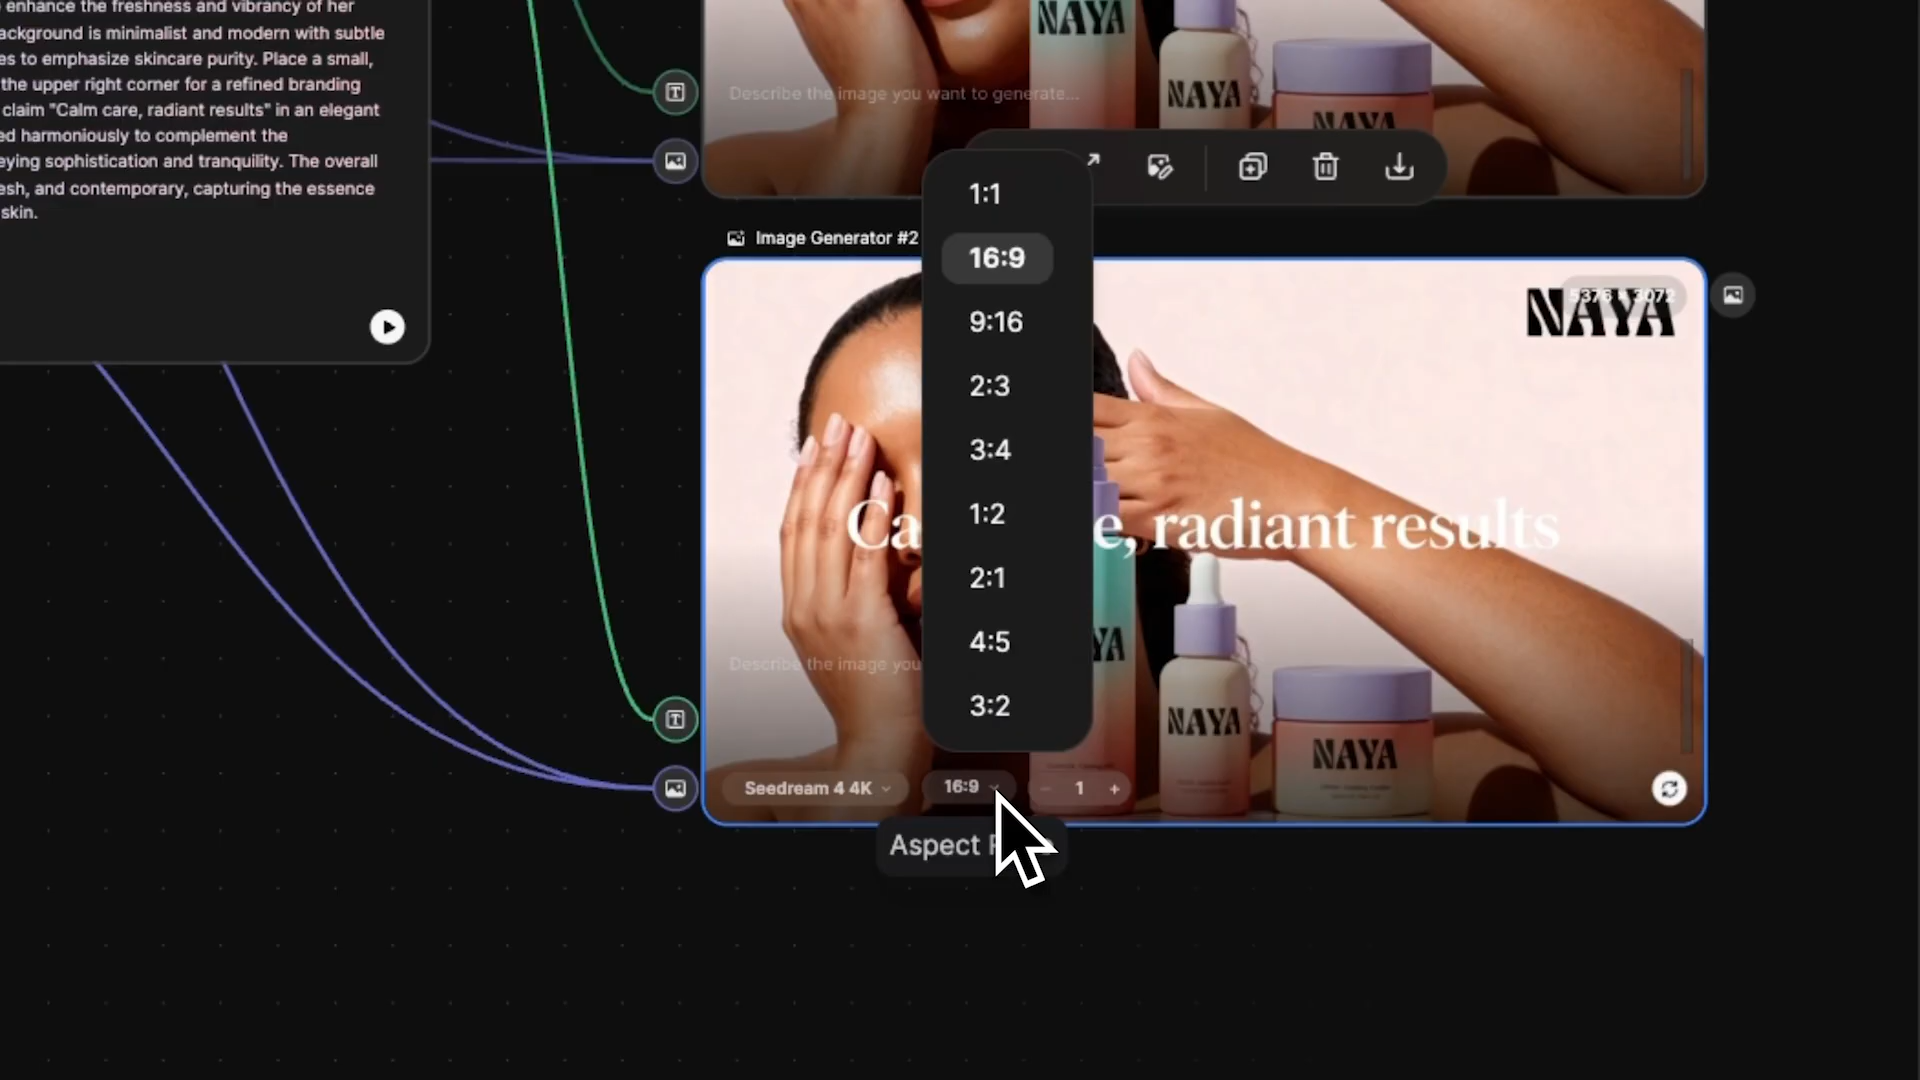 enhance the freshness and vibrancy of her
ackground is minimalist and modern with subtle
es to emphasize skincare purity. Place a small,
the upper right corner for a refined branding
claim "Calm care, radiant results" in an elegant
ed harmoniously to complement the
eying sophistication and tranquility. The overall
esh, and contemporary, capturing the essence
skin.
NAYA
NAYA
NAYA
Describe the image you want to generate...
Image Generator #2
1:1
16:9
9:16
2:3
3:4
1:2
2:1
4:5
3:2
5376 × 3072
NAYA
Ca e, radiant results
Describe the image you
YA
NAYA
NAYA
Seedream 4 4K
16:9
1
Aspect